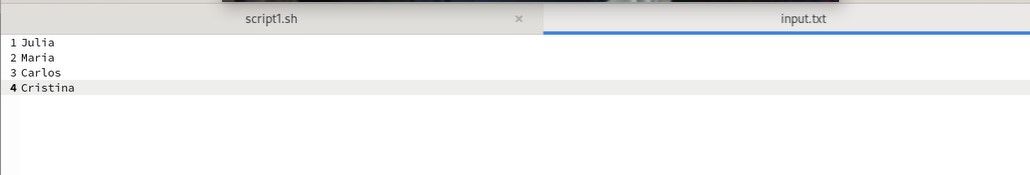 script1.sh × input.txt
1 Julia
2 Maria
3 Carlos
4 Cristina